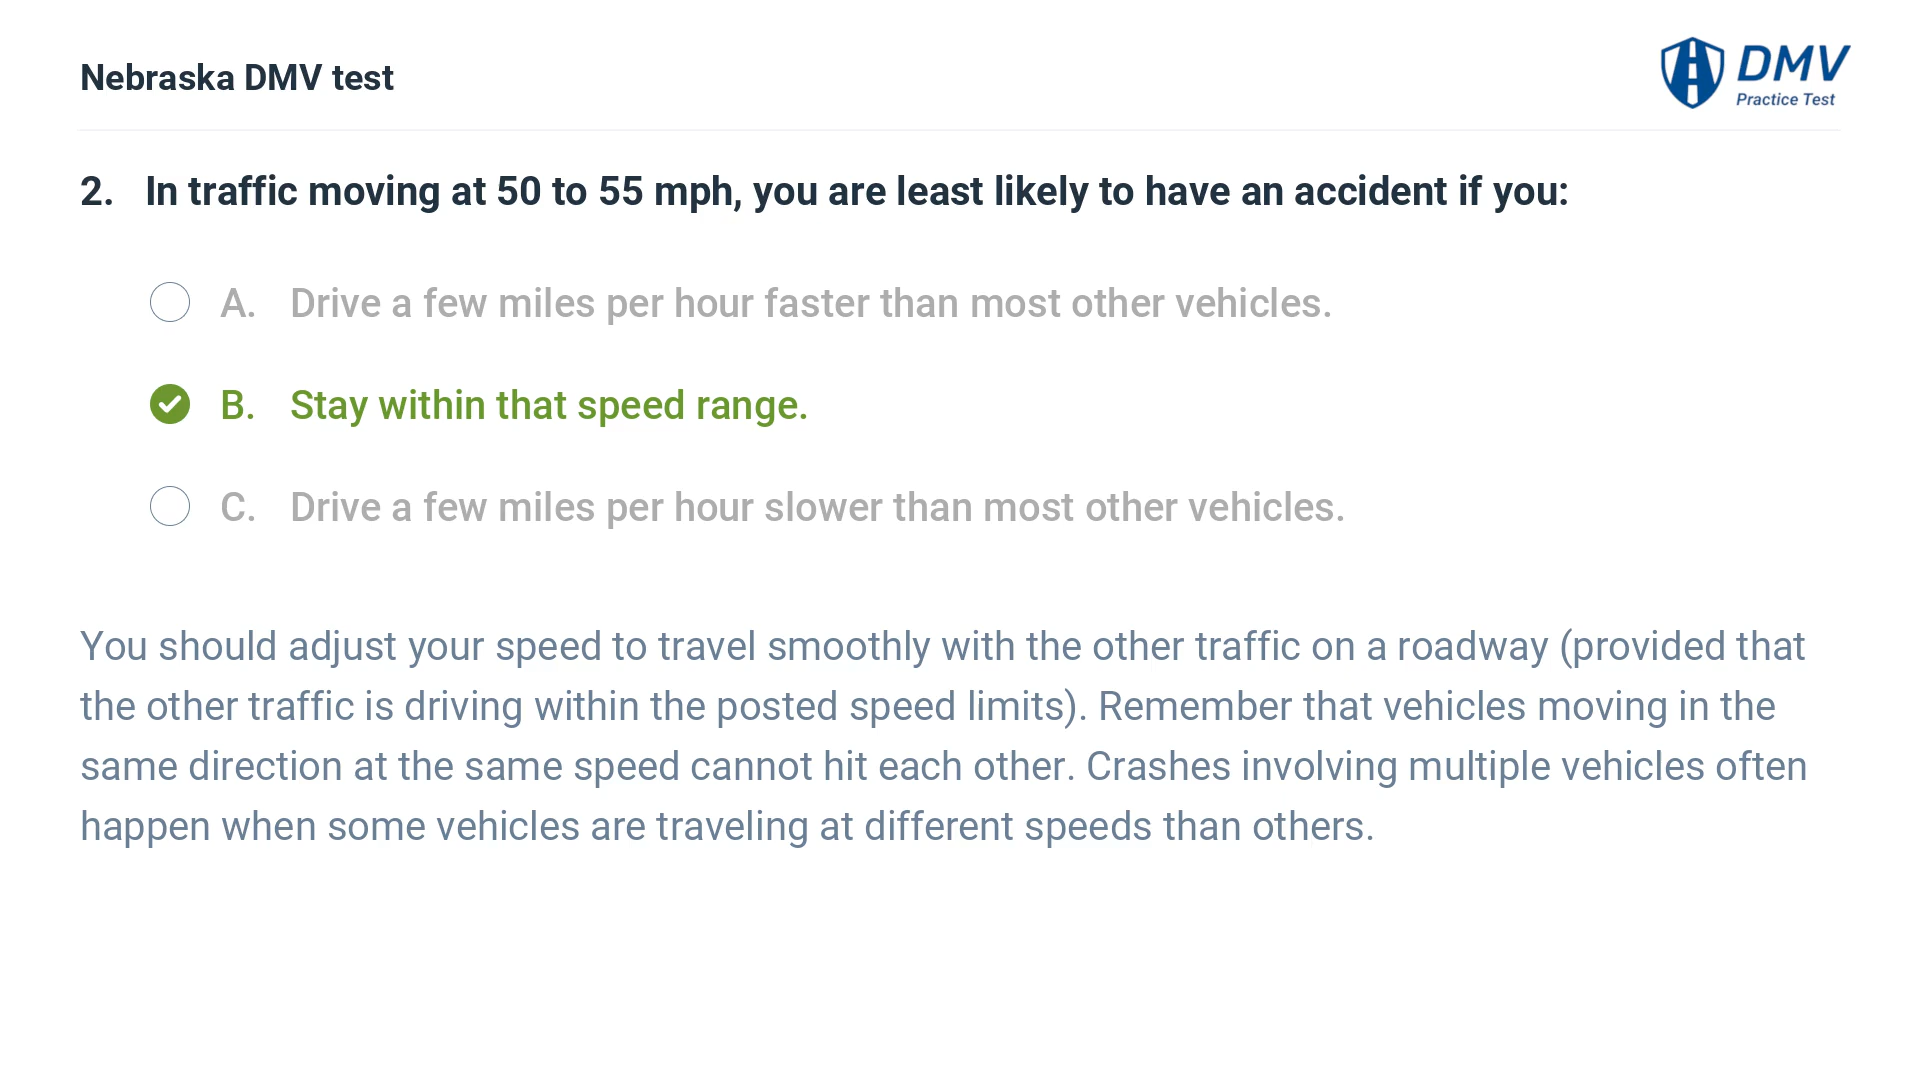 Nebraska DMV test
DMV
Practice Test
2. In traffic moving at 50 to 55 mph, you are least likely to have an accident if you:
A. Drive a few miles per hour faster than most other vehicles.
B. Stay within that speed range.
C. Drive a few miles per hour slower than most other vehicles.
You should adjust your speed to travel smoothly with the other traffic on a roadway (provided that
the other traffic is driving within the posted speed limits). Remember that vehicles moving in the
same direction at the same speed cannot hit each other. Crashes involving multiple vehicles often
happen when some vehicles are traveling at different speeds than others.